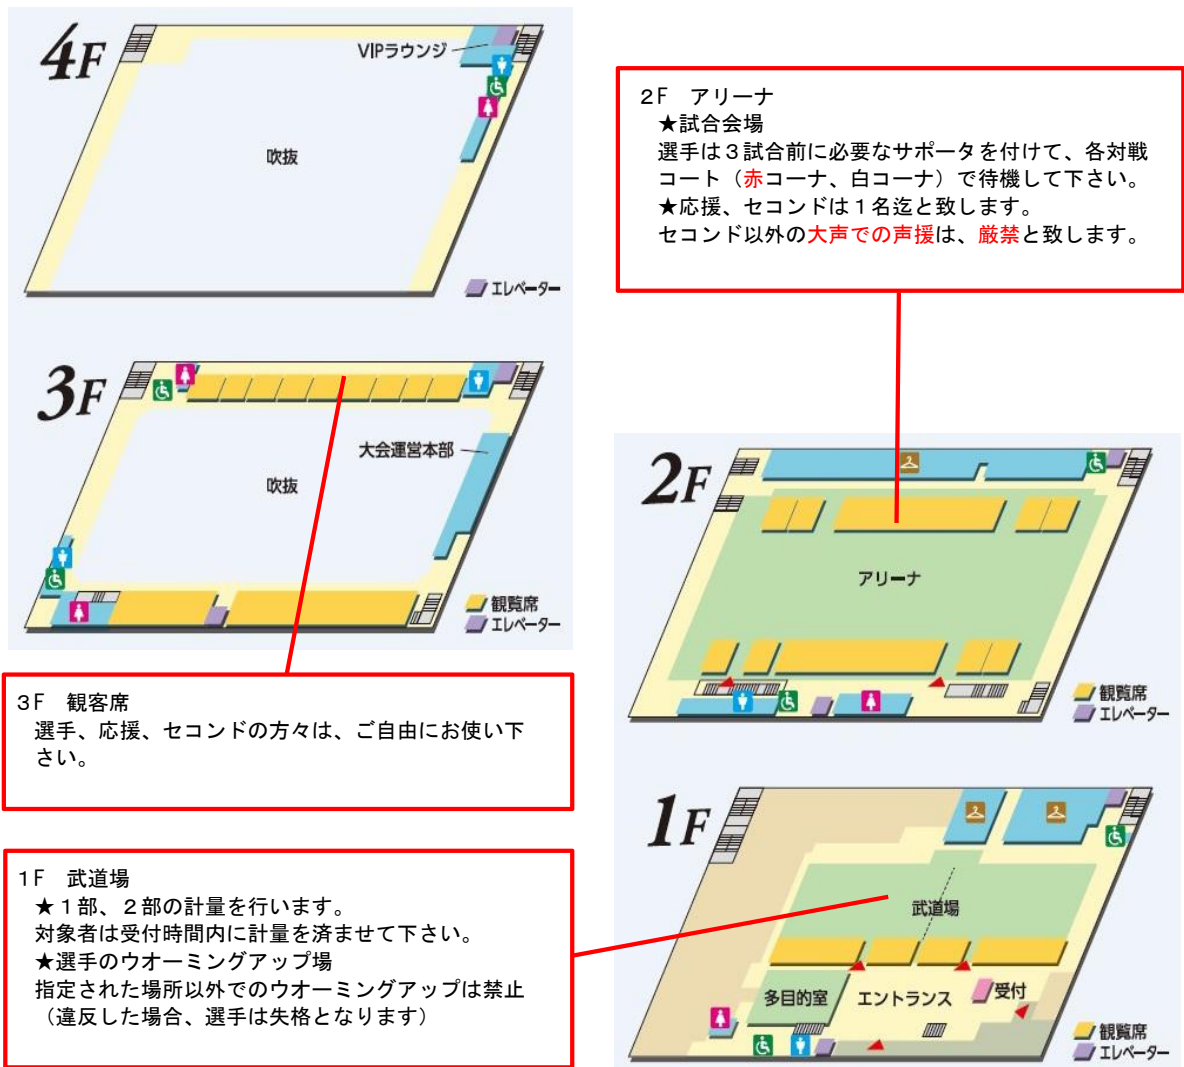 4F
VIPラウンジ
吹抜
エレベーター
3F
大会運営本部
吹抜
観覧席
エレベーター
3F　観客席
選手、応援、セコンドの方々は、ご自由にお使い下
さい。
1F　武道場
★１部、２部の計量を行います。
対象者は受付時間内に計量を済ませて下さい。
★選手のウオーミングアップ場
指定された場所以外でのウオーミングアップは禁止
（違反した場合、選手は失格となります）
2F　アリーナ
★試合会場
選手は３試合前に必要なサポータを付けて、各対戦
コート（赤コーナ、白コーナ）で待機して下さい。
★応援、セコンドは１名迄と致します。
セコンド以外の大声での声援は、厳禁と致します。
2F
アリーナ
観覧席
エレベーター
1F
武道場
多目的室
エントランス
受付
観覧席
エレベーター